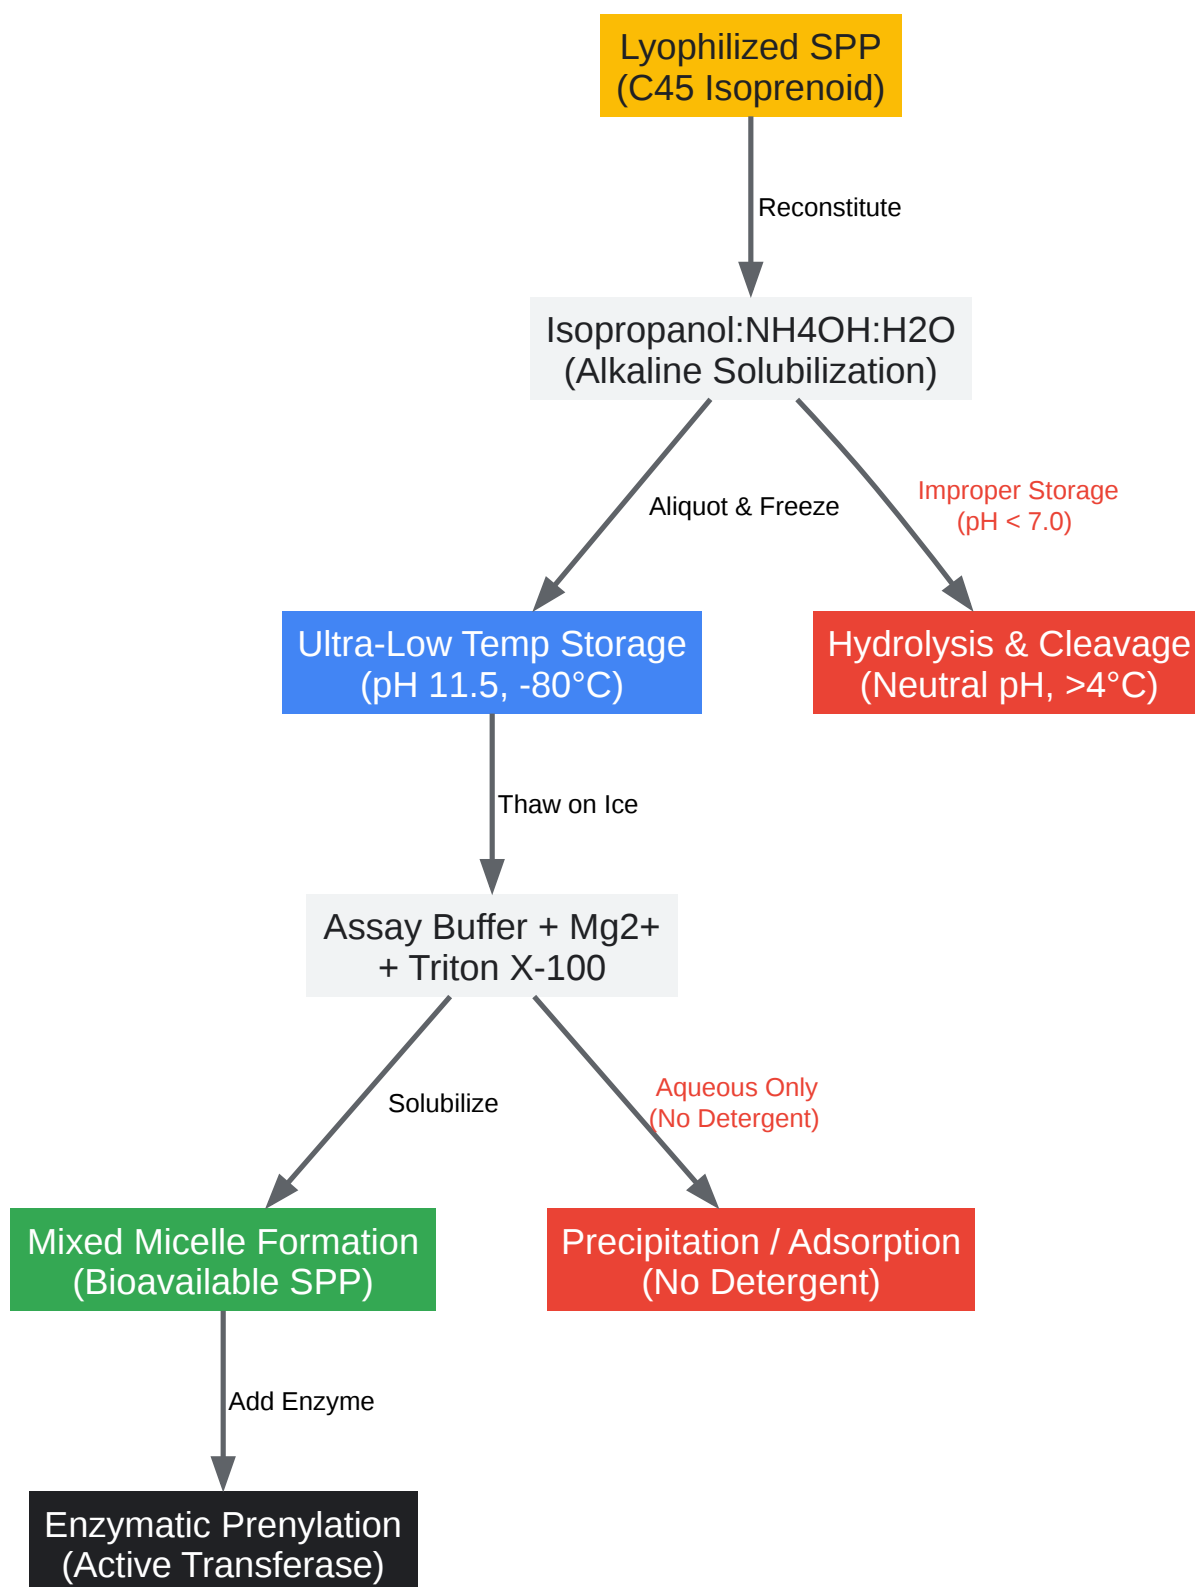 Lyophilized SPP
(C45 Isoprenoid)
Reconstitute
Isopropanol:NH4OH:H2O
(Alkaline Solubilization)
Aliquot & Freeze
Improper Storage
(pH < 7.0)
Ultra-Low Temp Storage
(pH 11.5, -80°C)
Hydrolysis & Cleavage
(Neutral pH, >4°C)
Thaw on Ice
Assay Buffer + Mg2+
+ Triton X-100
Solubilize
Aqueous Only
(No Detergent)
Mixed Micelle Formation
(Bioavailable SPP)
Precipitation / Adsorption
(No Detergent)
Add Enzyme
Enzymatic Prenylation
(Active Transferase)